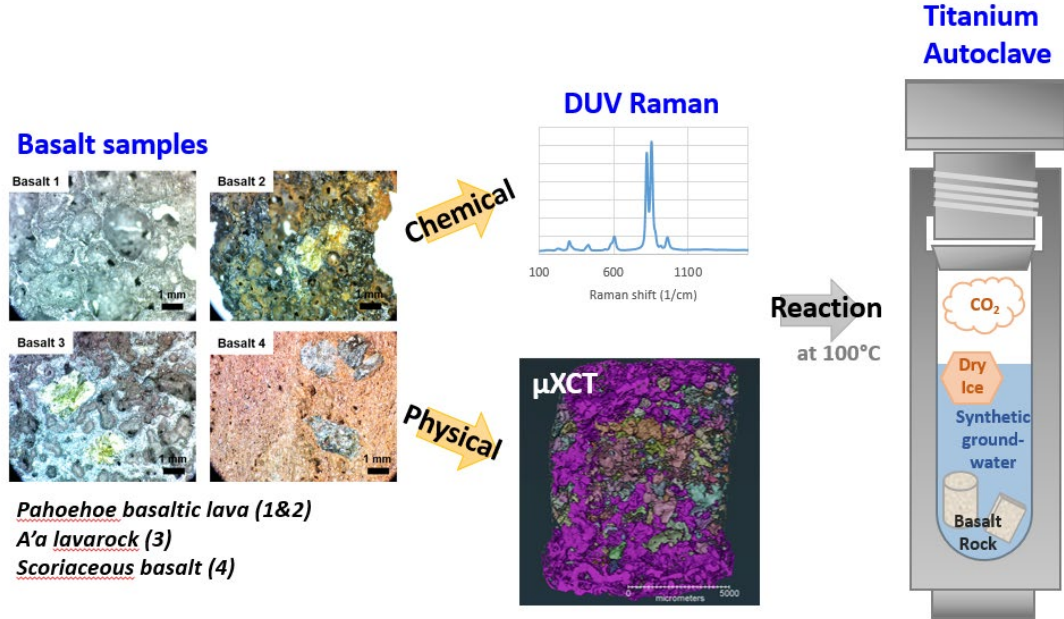 Basalt samples
Basalt 1
1 mm
Basalt 2
1 mm
Basalt 3
1 mm
Basalt 4
1 mm
Pahoehoe basaltic lava (1&2)
A'a lavarock (3)
Scoriaceous basalt (4)
Chemical
Physical
DUV Raman
100
600
1100
Raman shift (1/cm)
µXCT
0
5000
micrometers
Reaction
at 100°C
Titanium
Autoclave
CO₂
Dry
Ice
Synthetic
ground-
water
Basalt
Rock